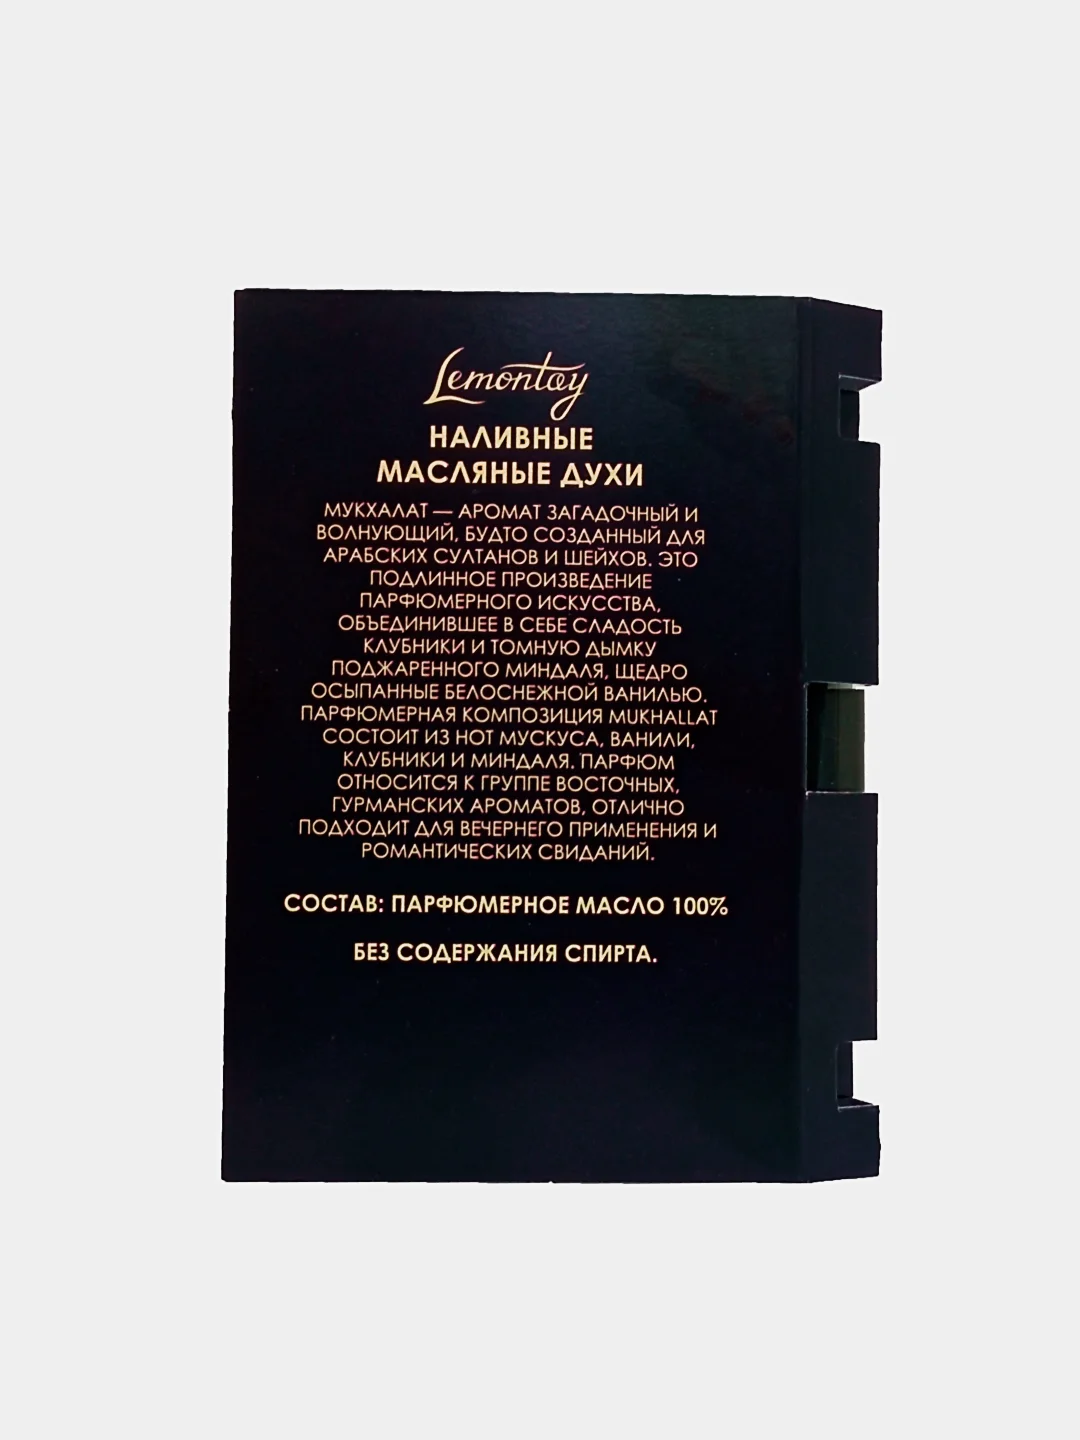 Lemontay
НАЛИВНЫЕ
МАСЛЯНЫЕ ДУХИ
МУКХАЛАТ — АРОМАТ ЗАГАДОЧНЫЙ И
ВОЛНУЮЩИЙ, БУДТО СОЗДАННЫЙ ДЛЯ
АРАБСКИХ СУЛТАНОВ И ШЕЙХОВ. ЭТО
ПОДЛИННОЕ ПРОИЗВЕДЕНИЕ
ПАРФЮМЕРНОГО ИСКУССТВА,
ОБЪЕДИНИВШЕЕ В СЕБЕ СЛАДОСТЬ
КЛУБНИКИ И ТОМНУЮ ДЫМКУ
ПОДЖАРЕННОГО МИНДАЛЯ, ЩЕДРО
ОСЫПАННЫЕ БЕЛОСНЕЖНОЙ ВАНИЛЬЮ.
ПАРФЮМЕРНАЯ КОМПОЗИЦИЯ MUKHALLAT
СОСТОИТ ИЗ НОТ МУСКУСА, ВАНИЛИ,
КЛУБНИКИ И МИНДАЛЯ. ПАРФЮМ
ОТНОСИТСЯ К ГРУППЕ ВОСТОЧНЫХ,
ГУРМАНСКИХ АРОМАТОВ, ОТЛИЧНО
ПОДХОДИТ ДЛЯ ВЕЧЕРНЕГО ПРИМЕНЕНИЯ И
РОМАНТИЧЕСКИХ СВИДАНИЙ.
СОСТАВ: ПАРФЮМЕРНОЕ МАСЛО 100%
БЕЗ СОДЕРЖАНИЯ СПИРТА.